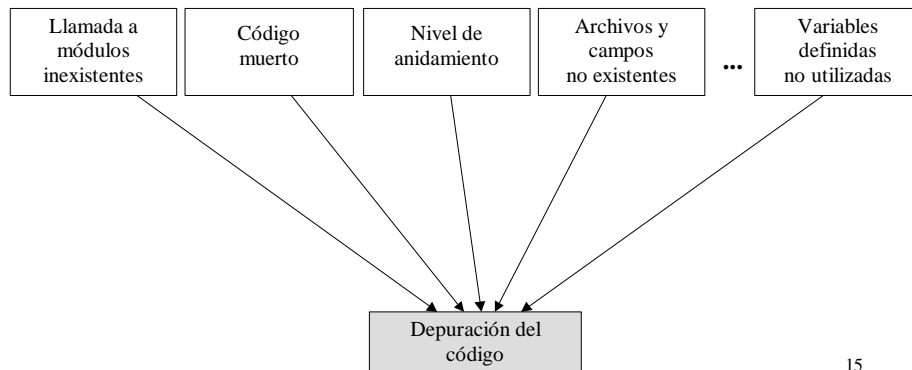 Llamada a
módulos
inexistentes
Código
muerto
Nivel de
anidamiento
Archivos y
campos
no existentes
...
Variables
definidas
no utilizadas
Depuración del
código
15